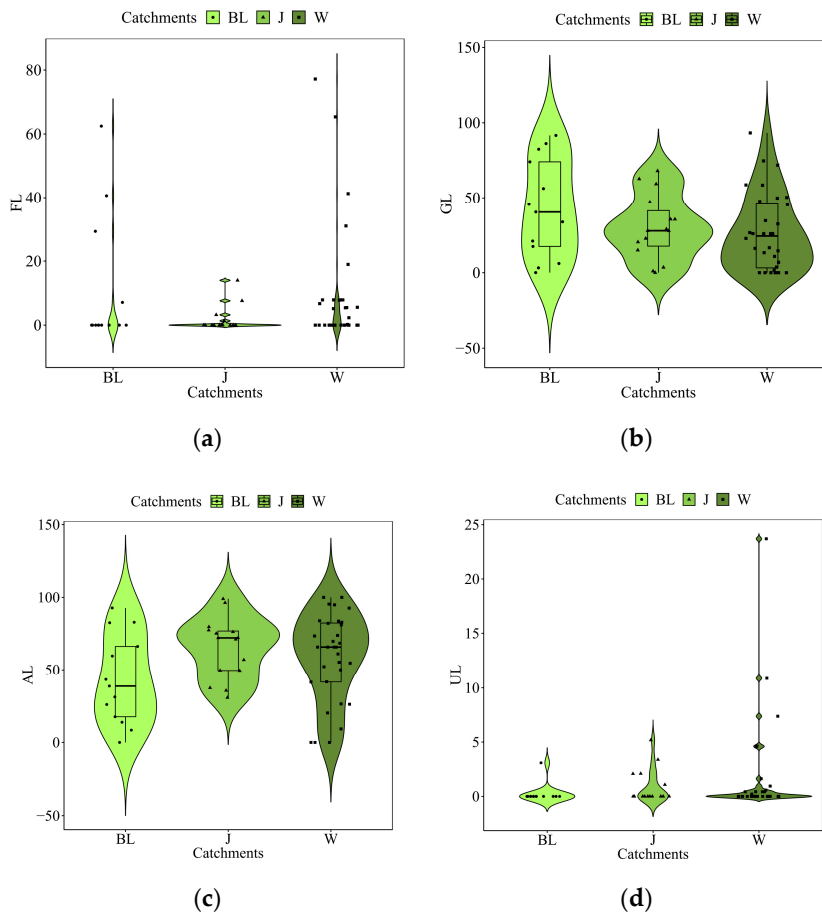 Catchments BL J W
80
60
40
20
0
FL
BL J W
Catchments
(a)
Catchments BL J W
150
100
50
0
−50
GL
BL J W
Catchments
(b)
Catchments BL J W
150
100
50
0
−50
AL
BL J W
Catchments
(c)
Catchments BL J W
25
20
15
10
5
0
UL
BL J W
Catchments
(d)